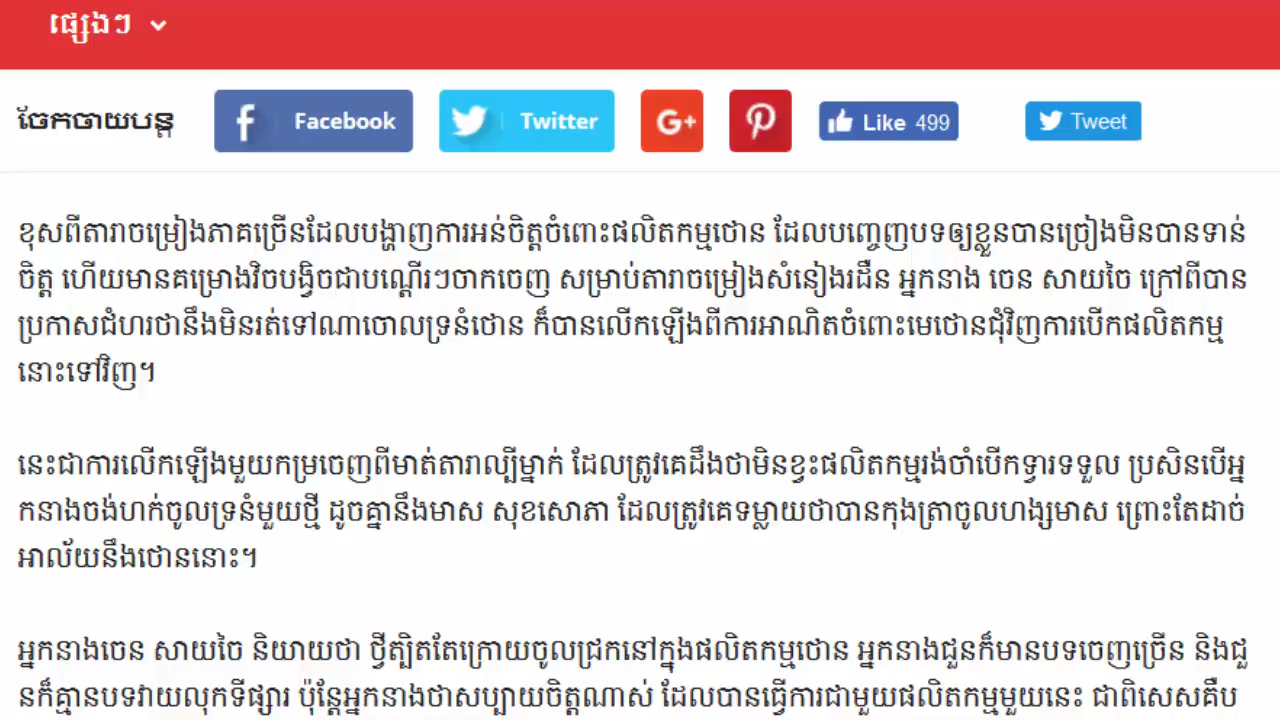 ផ្សេងៗ
ចែកចាយបន្ត Facebook Twitter G+ Like 499 Tweet
ខុសពីតារាចម្រៀងភាគច្រើនដែលបង្ហាញការអន់ចិត្តចំពោះផលិតកម្មថោន ដែលបញ្ចេញបទឲ្យខ្លួនបានច្រៀងមិនបានទាន់
ចិត្ត ហើយមានគម្រោងវិចបង្វិចជាបណ្ដើរៗចាកចេញ សម្រាប់តារាចម្រៀងសំនៀងរដឺន អ្នកនាង ចេន សាយចៃ ក្រៅពីបាន
ប្រកាសជំហរថានឹងមិនរត់ទៅណាចោលទ្រនំថោន ក៏បានលើកឡើងពីការអាណិតចំពោះមេថោនជុំវិញការបើកផលិតកម្ម
នោះទៅវិញ។
នេះជាការលើកឡើងមួយកម្រចេញពីមាត់តារាល្បីម្នាក់ ដែលត្រូវគេដឹងថាមិនខ្វះផលិតកម្មរង់ចាំបើកទ្វារទទួល ប្រសិនបើអ្ន
កនាងចង់ហក់ចូលទ្រនំមួយថ្មី ដូចគ្នានឹងមាស សុខសោភា ដែលត្រូវគេទម្លាយថាបានកុងត្រាចូលហង្សមាស ព្រោះតែដាច់
អាល័យនឹងថោននោះ។
អ្នកនាងចេន សាយចៃ និយាយថា ថ្វីត្បិតតែក្រោយចូលជ្រកនៅក្នុងផលិតកម្មថោន អ្នកនាងជួនក៏មានបទចេញច្រើន និងជួ
នក៏គ្មានបទវាយលុកទីផ្សារ ប៉ុន្តែអ្នកនាងថាសប្បាយចិត្តណាស់ ដែលបានធ្វើការជាមួយផលិតកម្មមួយនេះ ជាពិសេសគឺប